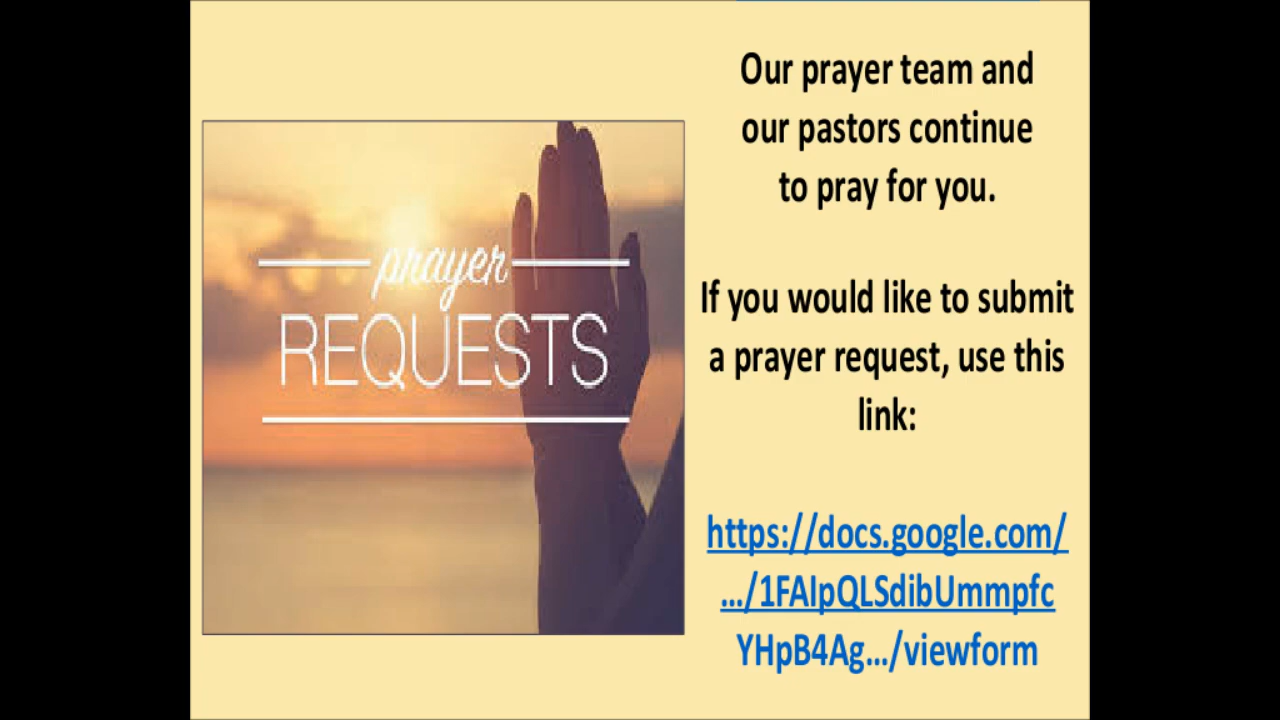 prayer
REQUESTS
Our prayer team and
our pastors continue
to pray for you.
If you would like to submit
a prayer request, use this
link:
https://docs.google.com/
.../1FAIpQLSdibUmmpfc
YHpB4Ag.../viewform